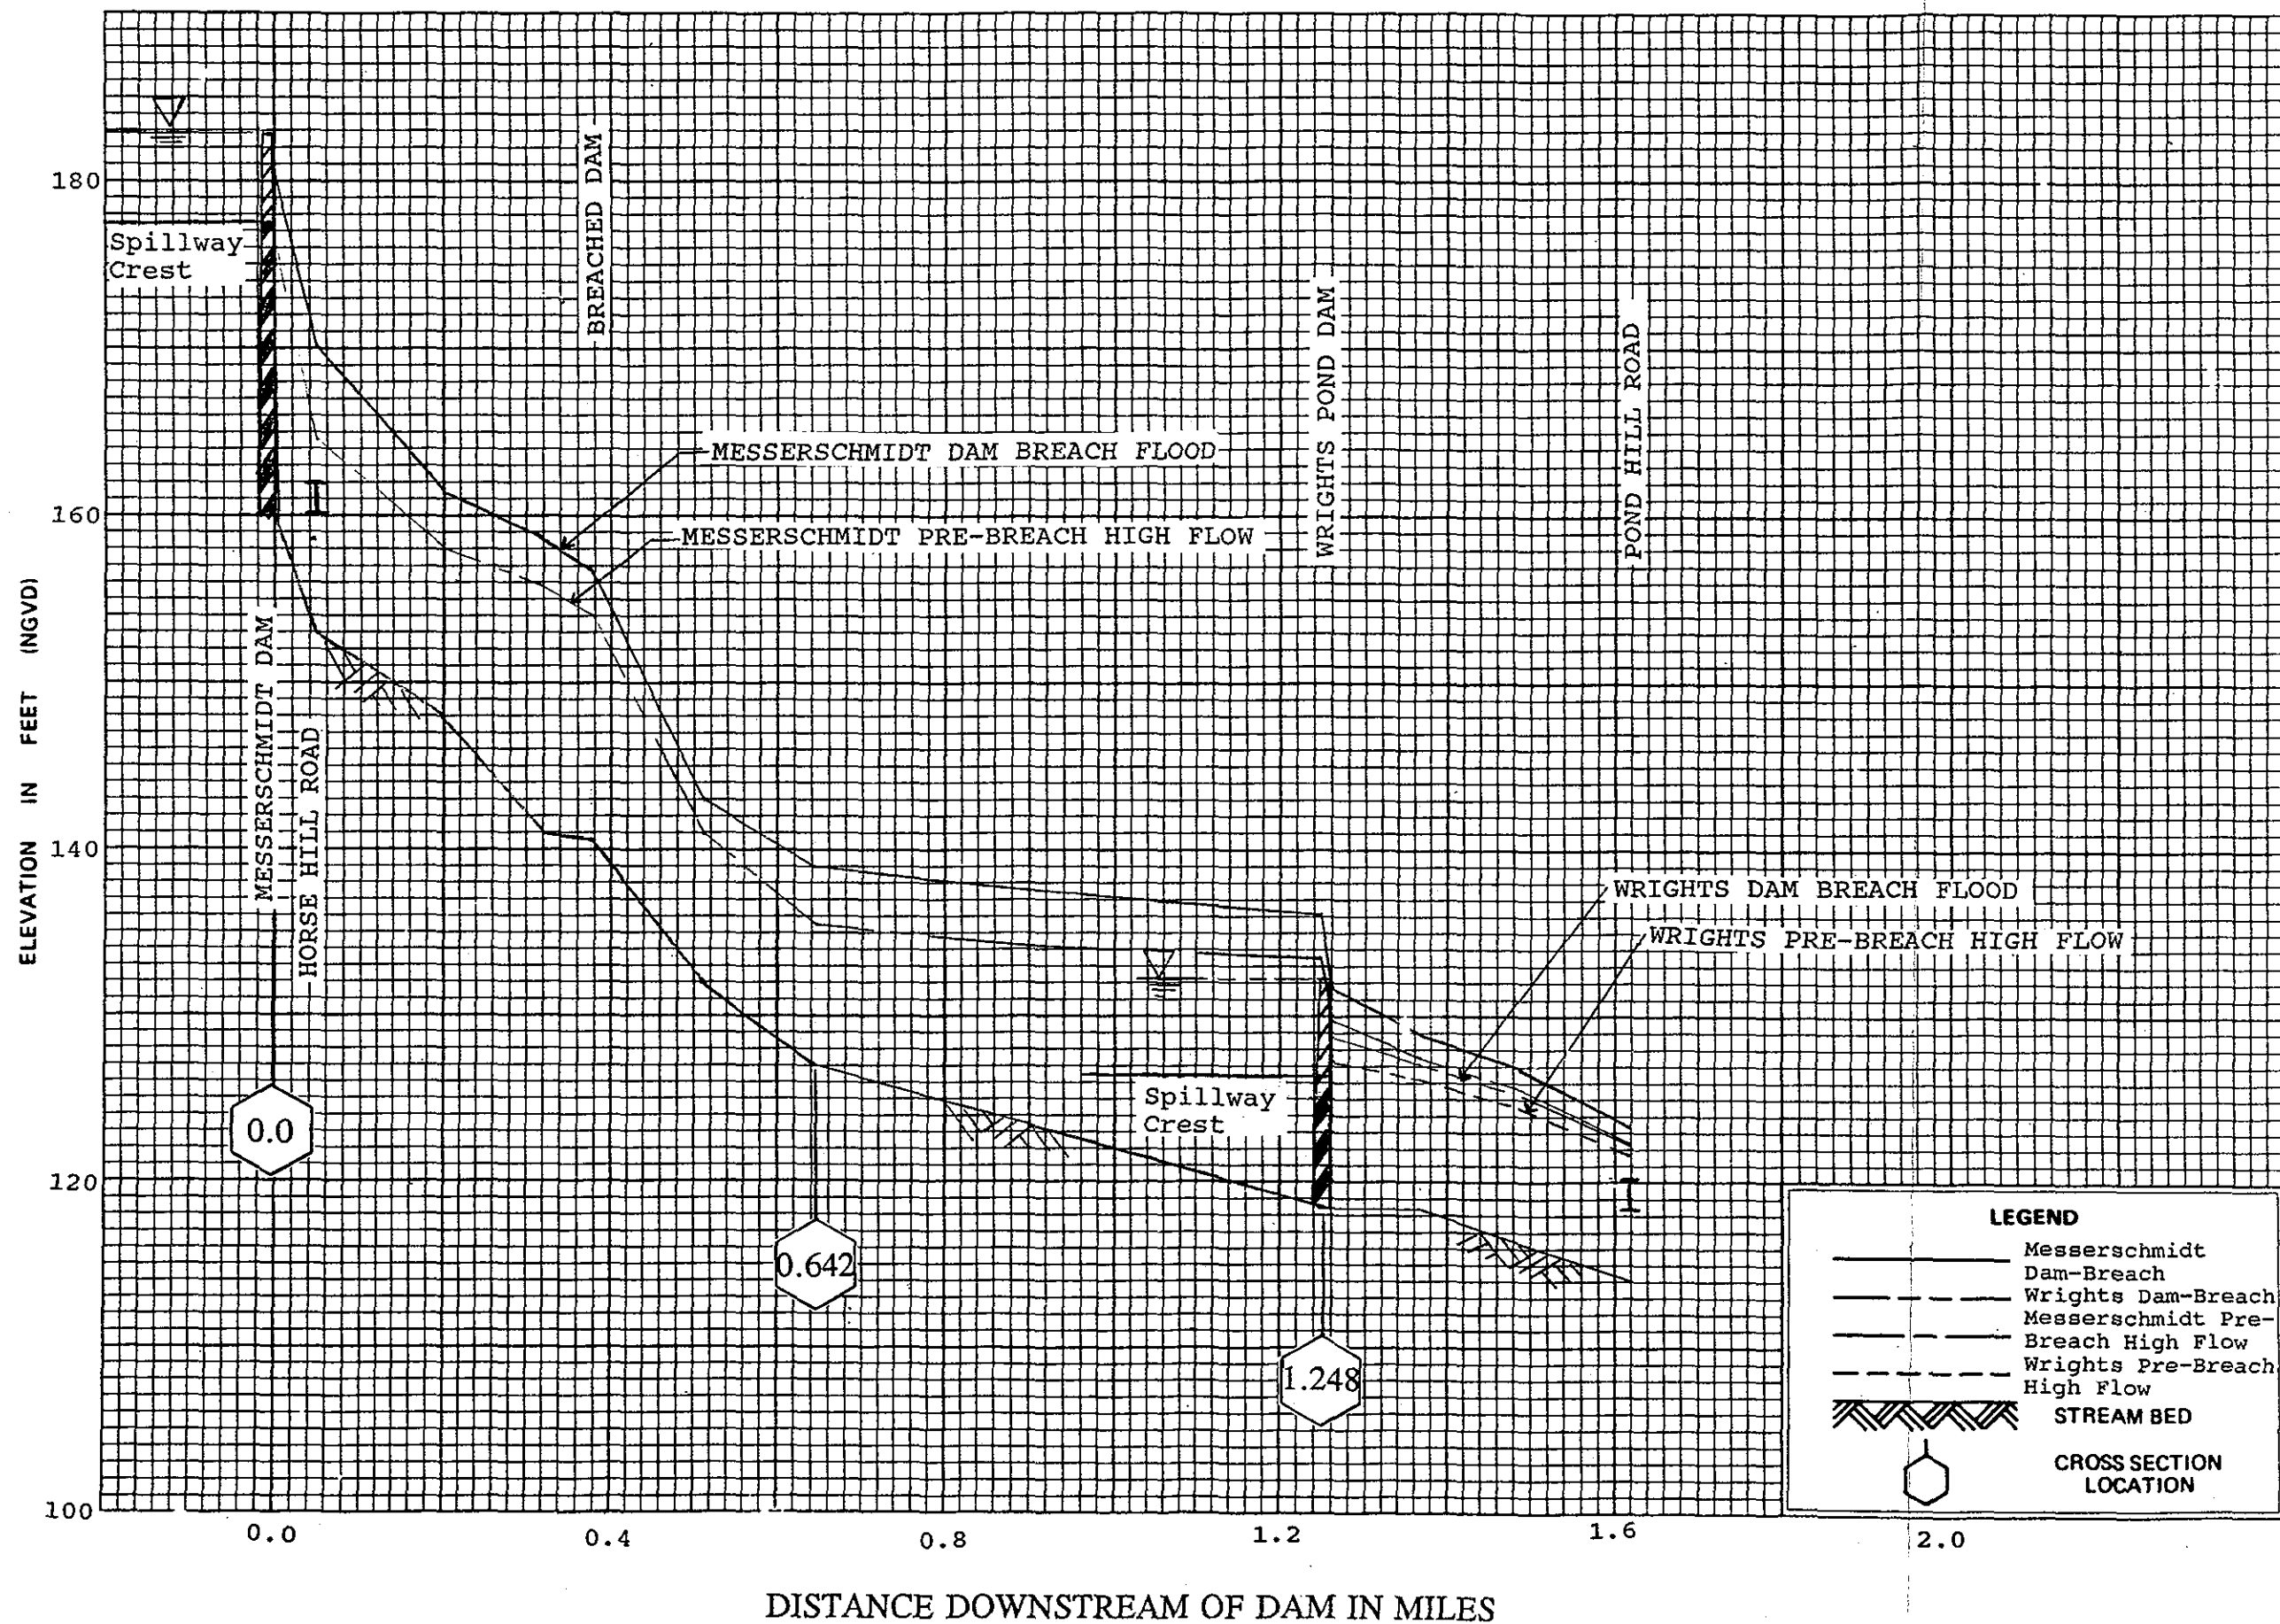 ELEVATION IN FEET (NGVD)
180
160
140
120
100
Spillway
Crest
BREACHED DAM
WRIGHTS POND DAM
POND HILL ROAD
MESSERSCHMIDT DAM BREACH FLOOD
MESSERSCHMIDT PRE-BREACH HIGH FLOW
MESSERSCHMIDT DAM
HORSE HILL ROAD
WRIGHTS DAM BREACH FLOOD
WRIGHTS PRE-BREACH HIGH FLOW
Spillway
Crest
0.0
0.642
1.248
LEGEND
Messerschmidt
Dam-Breach
Wrights Dam-Breach
Messerschmidt Pre-
Breach High Flow
Wrights Pre-Breach
High Flow
STREAM BED
CROSS SECTION
LOCATION
0.0
0.4
0.8
1.2
1.6
2.0
DISTANCE DOWNSTREAM OF DAM IN MILES